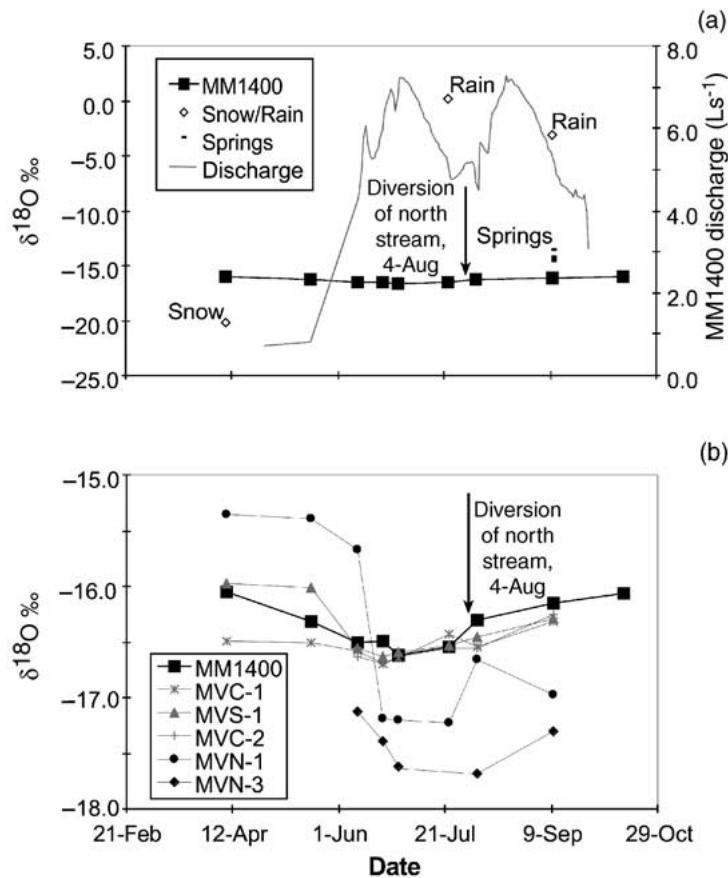 (a)
δ18O ‰
5.0
0.0
−5.0
−10.0
−15.0
−20.0
−25.0
MM1400
Snow/Rain
Springs
Discharge
Rain
Rain
Diversion
of north
stream,
4-Aug
Springs
Snow
8.0
6.0
4.0
2.0
0.0
MM1400 discharge (Ls-1)
(b)
δ18O ‰
−15.0
−16.0
−17.0
−18.0
Diversion
of north
stream,
4-Aug
MM1400
MVC-1
MVS-1
MVC-2
MVN-1
MVN-3
21-Feb 12-Apr 1-Jun 21-Jul 9-Sep 29-Oct
Date